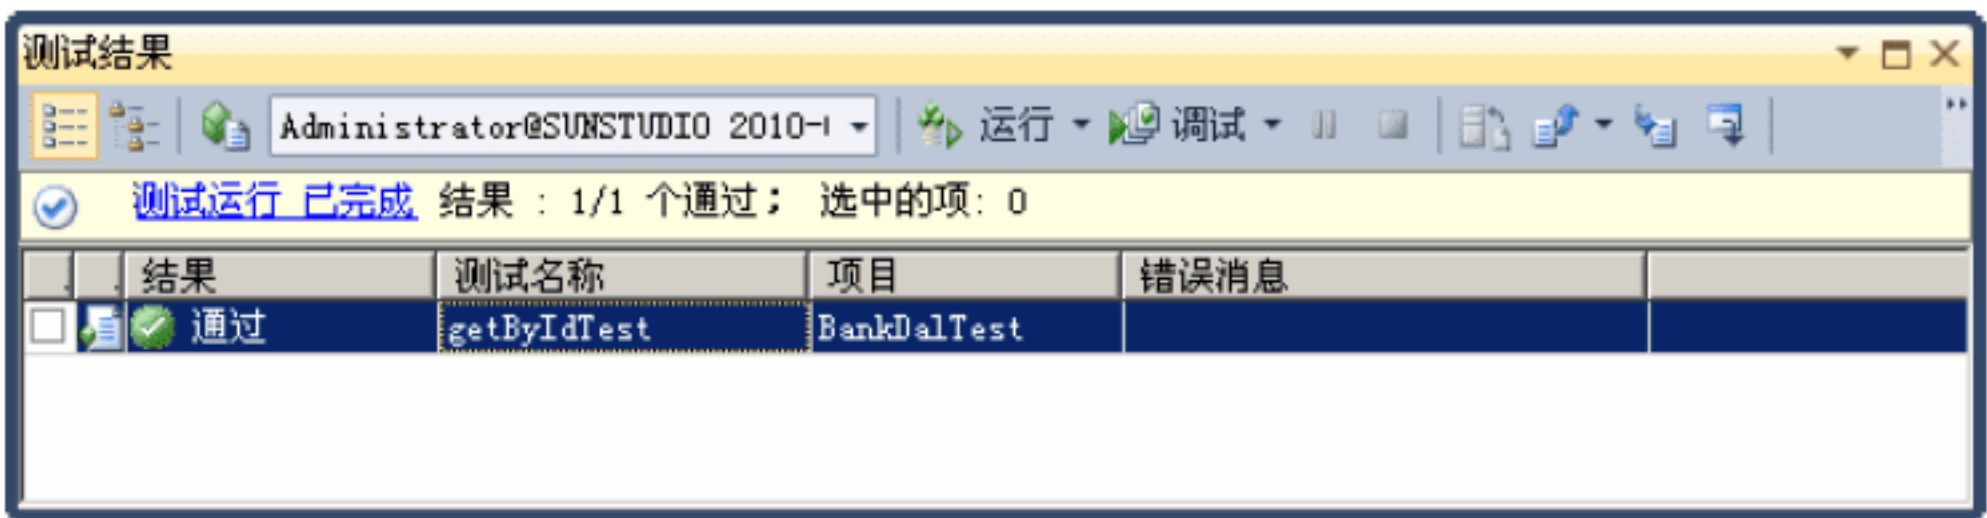 测试结果
Administrator@SUNSTUDIO 2010- 运行 调试
测试运行 已完成 结果 : 1/1 个通过; 选中的项: 0
结果 测试名称 项目 错误消息
通过 getByIdTest BankDalTest